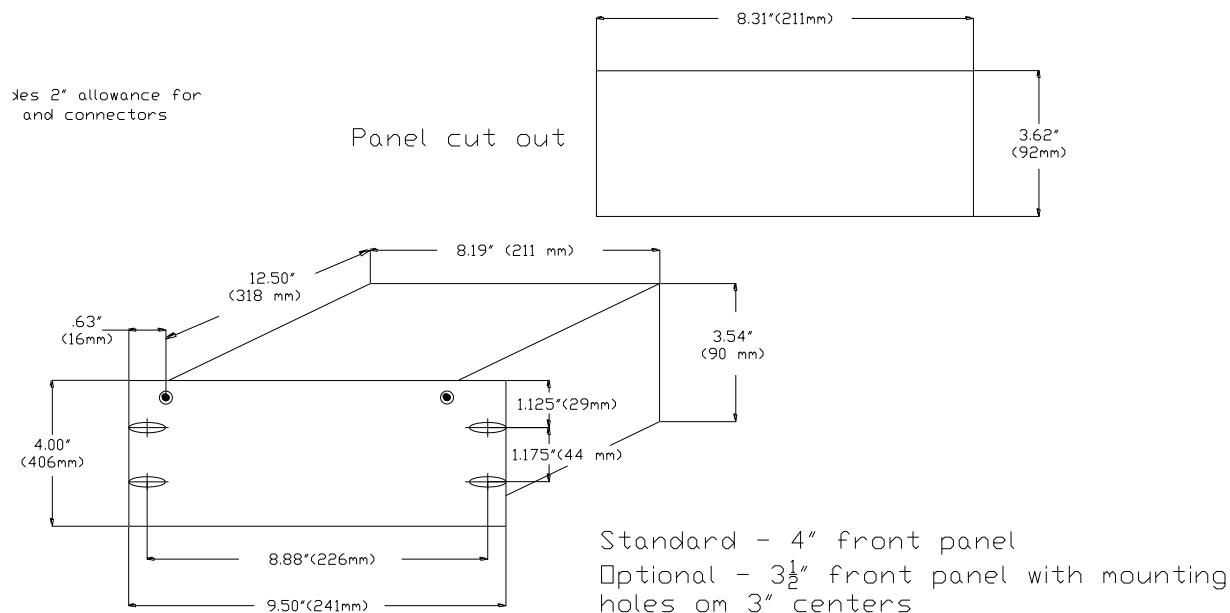 8.31"(211mm)
des 2" allowance for
and connectors
Panel cut out
3.62"
(92mm)
8.19" (211 mm)
12.50"
(318 mm)
.63"
(16mm)
3.54"
(90 mm)
1.125"(29mm)
4.00"
(406mm)
1.175"(44 mm)
8.88"(226mm)
9.50"(241mm)
Standard - 4" front panel
Optional - 3½" front panel with mounting
holes om 3" centers